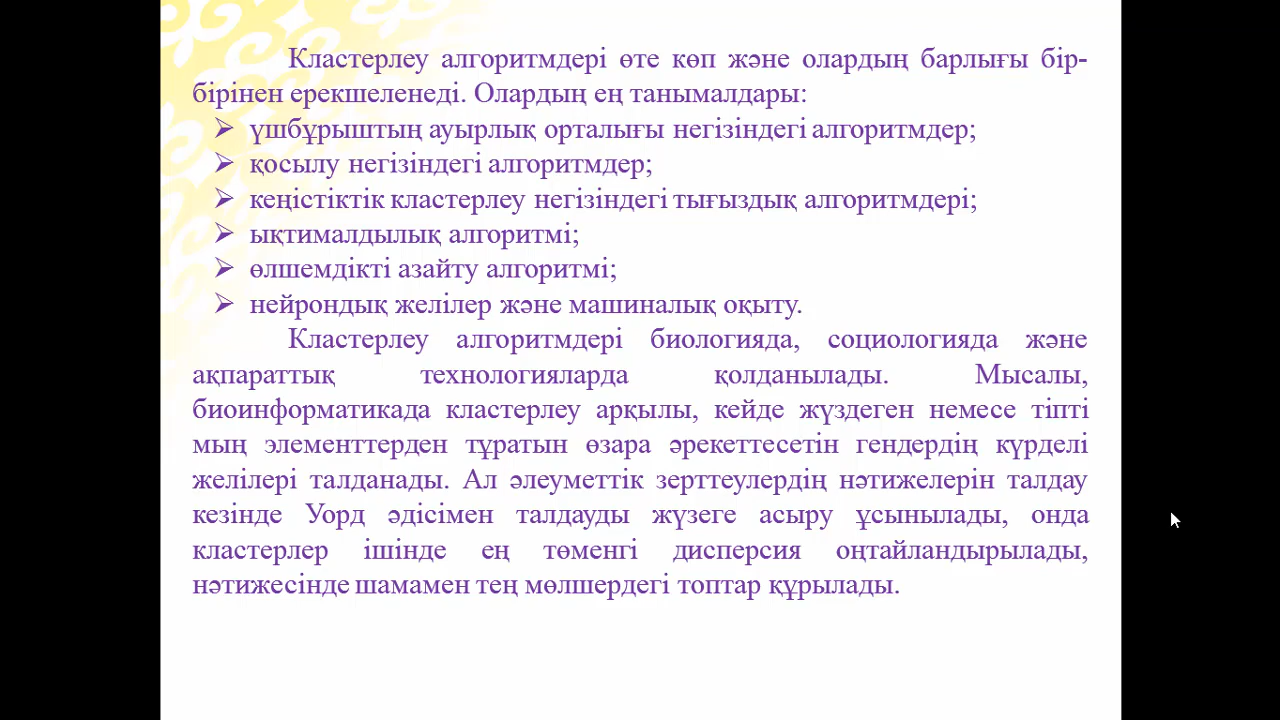 Кластерлеу алгоритмдері өте көп және олардың барлығы бір-
бірінен ерекшеленеді. Олардың ең танымалдары:
➢ үшбұрыштың ауырлық орталығы негізіндегі алгоритмдер;
➢ қосылу негізіндегі алгоритмдер;
➢ кеңістіктік кластерлеу негізіндегі тығыздық алгоритмдері;
➢ ықтималдылық алгоритмі;
➢ өлшемдікті азайту алгоритмі;
➢ нейрондық желілер және машиналық оқыту.
Кластерлеу алгоритмдері биологияда, социологияда және
ақпараттық технологияларда қолданылады. Мысалы,
биоинформатикада кластерлеу арқылы, кейде жүздеген немесе тіпті
мың элементтерден тұратын өзара әрекеттесетін гендердің күрделі
желілері талданады. Ал әлеуметтік зерттеулердің нәтижелерін талдау
кезінде Уорд әдісімен талдауды жүзеге асыру ұсынылады, онда
кластерлер ішінде ең төменгі дисперсия оңтайландырылады,
нәтижесінде шамамен тең мөлшердегі топтар құрылады.